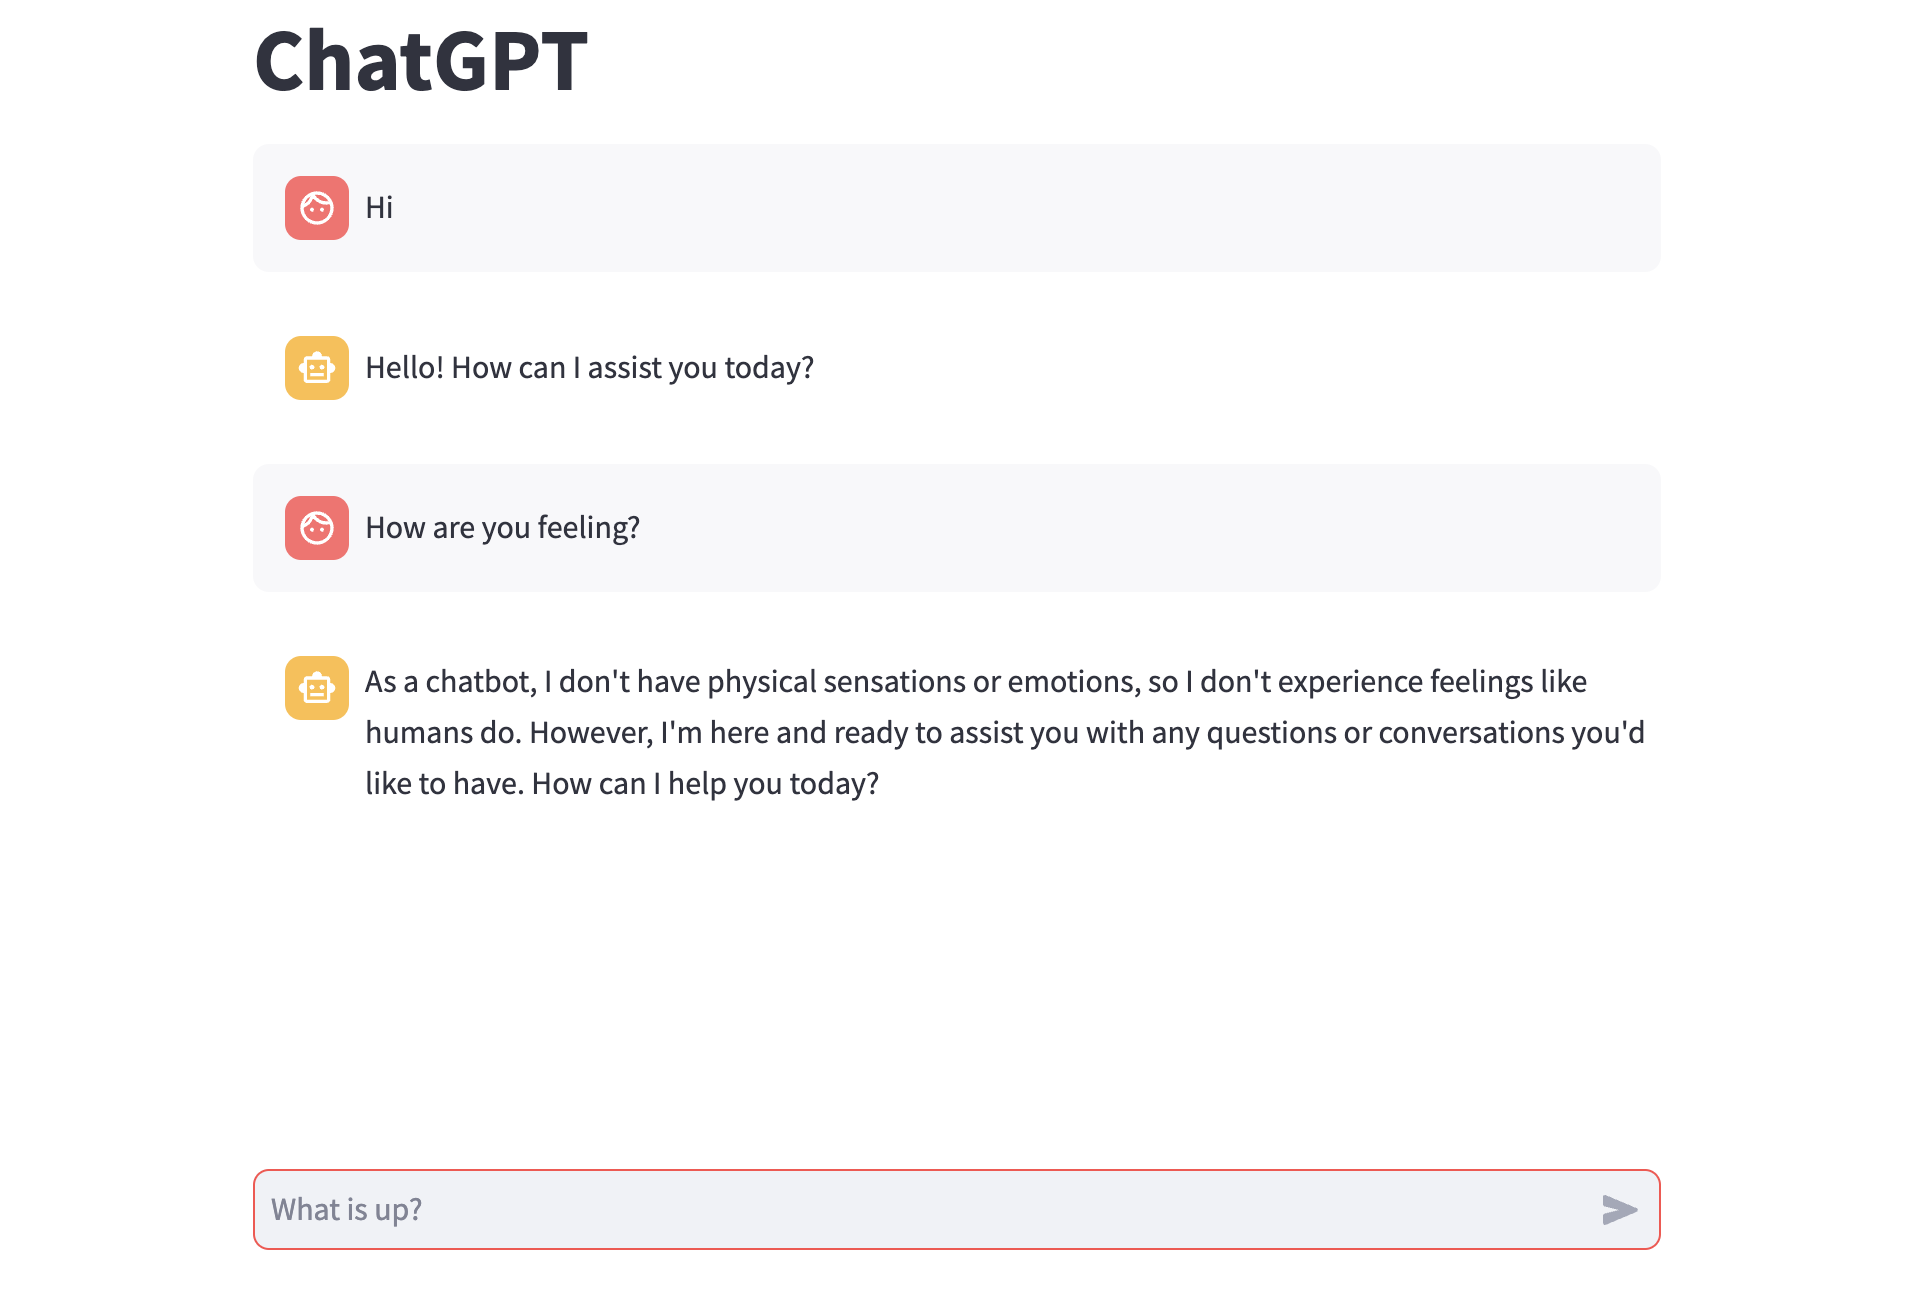 ChatGPT
Hi
Hello! How can I assist you today?
How are you feeling?
As a chatbot, I don't have physical sensations or emotions, so I don't experience feelings like
humans do. However, I'm here and ready to assist you with any questions or conversations you'd
like to have. How can I help you today?
What is up?